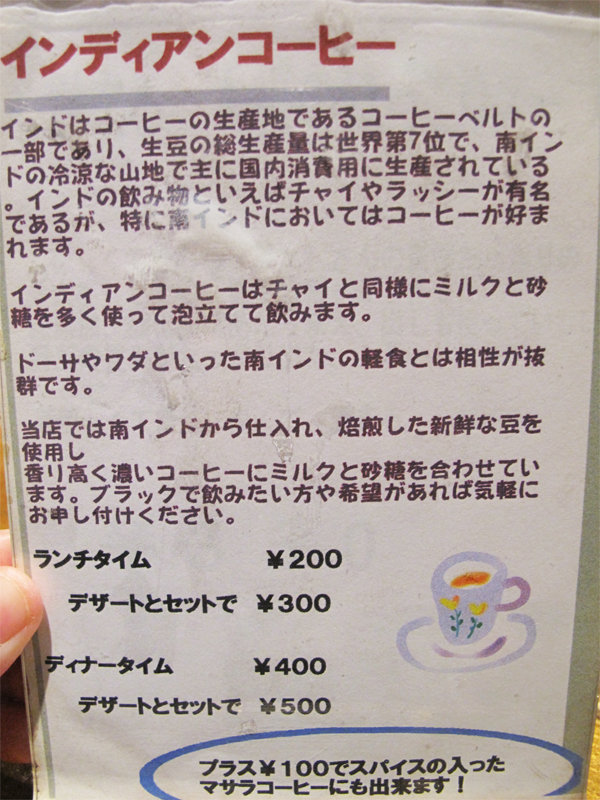 インディアンコーヒー
インドはコーヒーの生産地であるコーヒーベルトの
一部であり、生豆の総生産量は世界第7位で、南イン
ドの冷涼な山地で主に国内消費用に生産されている
。インドの飲み物といえばチャイやラッシーが有名
であるが、特に南インドにおいてはコーヒーが好ま
れます。
インディアンコーヒーはチャイと同様にミルクと砂
糖を多く使って泡立てて飲みます。
ドーサやワダといった南インドの軽食とは相性が抜
群です。
当店では南インドから仕入れ、焙煎した新鮮な豆を
使用し
香り高く濃いコーヒーにミルクと砂糖を合わせてい
ます。ブラックで飲みたい方や希望があれば気軽に
お申し付けください。
ランチタイム ¥200
デザートとセットで ¥300
ディナータイム ¥400
デザートとセットで ¥500
プラス¥100でスパイスの入った
マサラコーヒーにも出来ます!